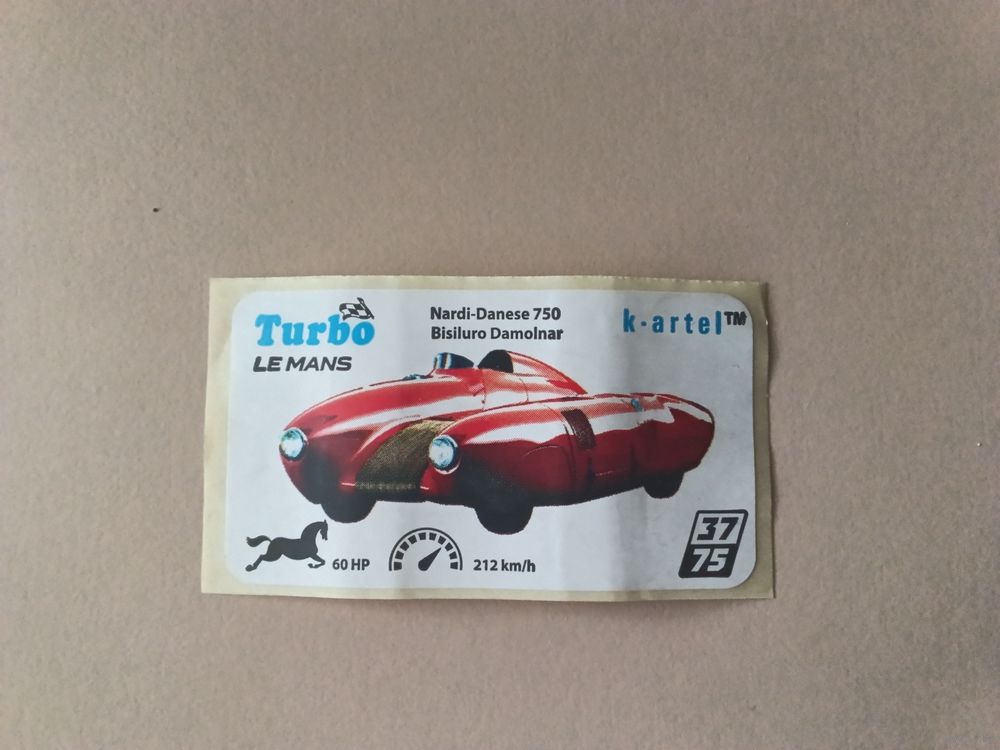 Turbo
LE MANS
Nardi-Danese 750
Bisiluro Damolnar
k·artel™
60 HP
212 km/h
37
75